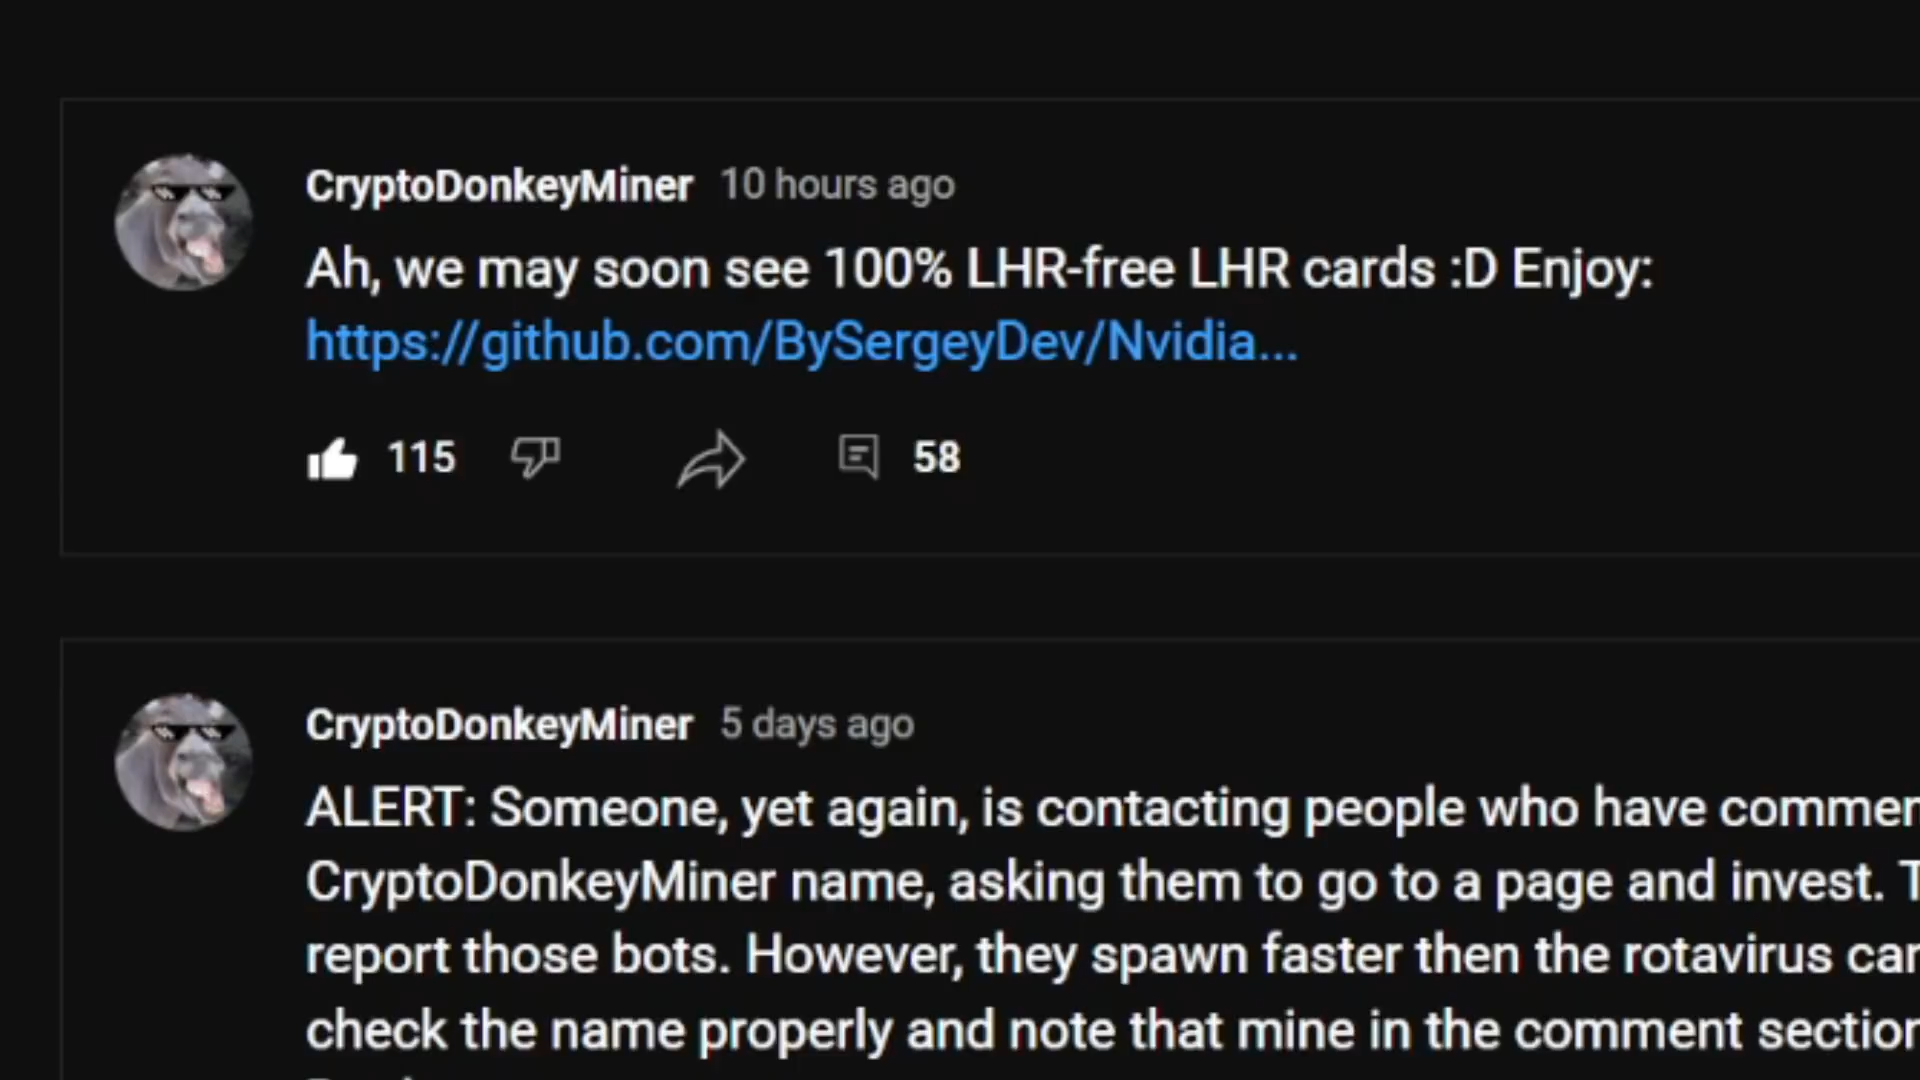 CryptoDonkeyMiner 10 hours ago
Ah, we may soon see 100% LHR-free LHR cards :D Enjoy:
https://github.com/BySergeyDev/Nvidia...
115 58
CryptoDonkeyMiner 5 days ago
ALERT: Someone, yet again, is contacting people who have
CryptoDonkeyMiner name, asking them to go to a page and invest.
report those bots. However, they spawn faster then the rotavirus
check the name properly and note that mine in the comment